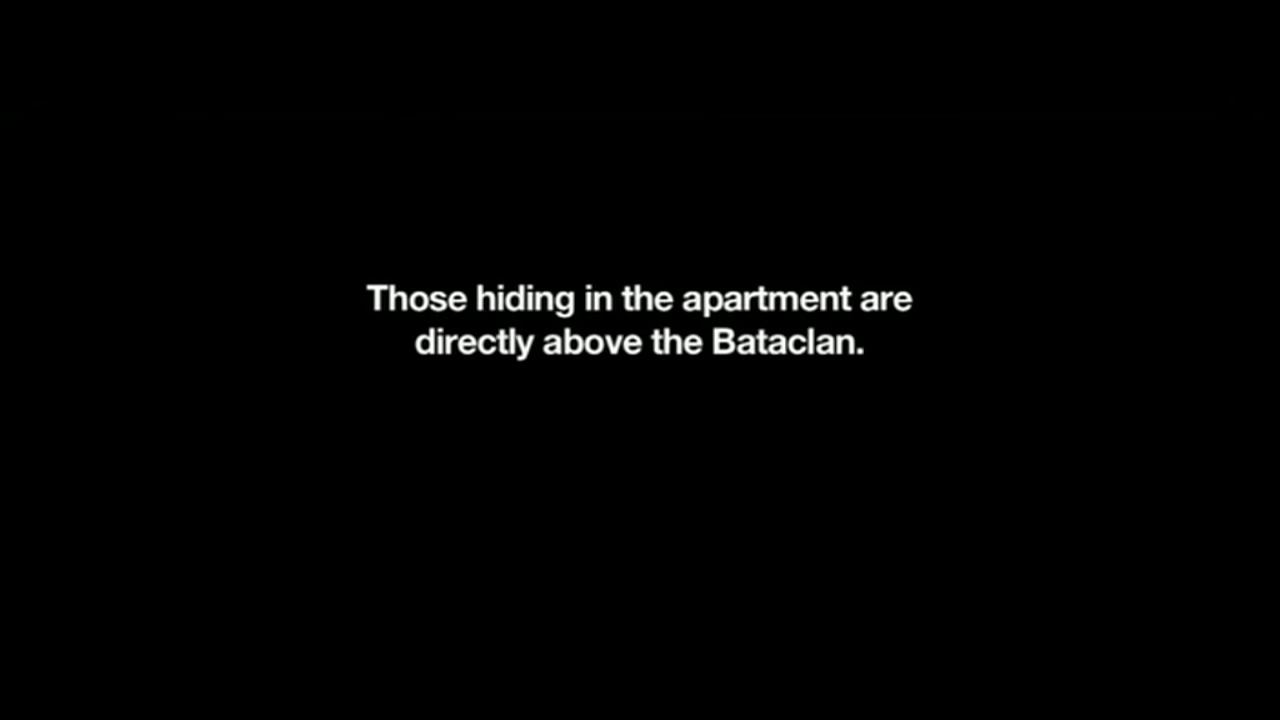 Those hiding in the apartment are
directly above the Bataclan.